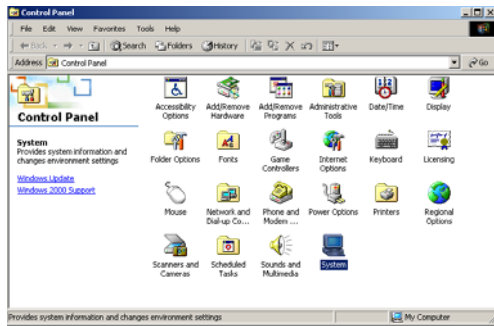 Control Panel
File Edit View Favorites Tools Help
Back Search Folders History
Address Control Panel Go
Control Panel
System
Provides system information and
changes environment settings
Windows Update
Windows 2000 Support
Accessibility
Options
Add/Remove
Hardware
Add/Remove
Programs
Administrative
Tools
Date/Time
Display
Folder Options
Fonts
Game
Controllers
Internet
Options
Keyboard
Licensing
Mouse
Network and
Dial-up Co...
Phone and
Modem ...
Power Options
Printers
Regional
Options
Scanners and
Cameras
Scheduled
Tasks
Sounds and
Multimedia
System
Provides system information and changes environment settings
My Computer